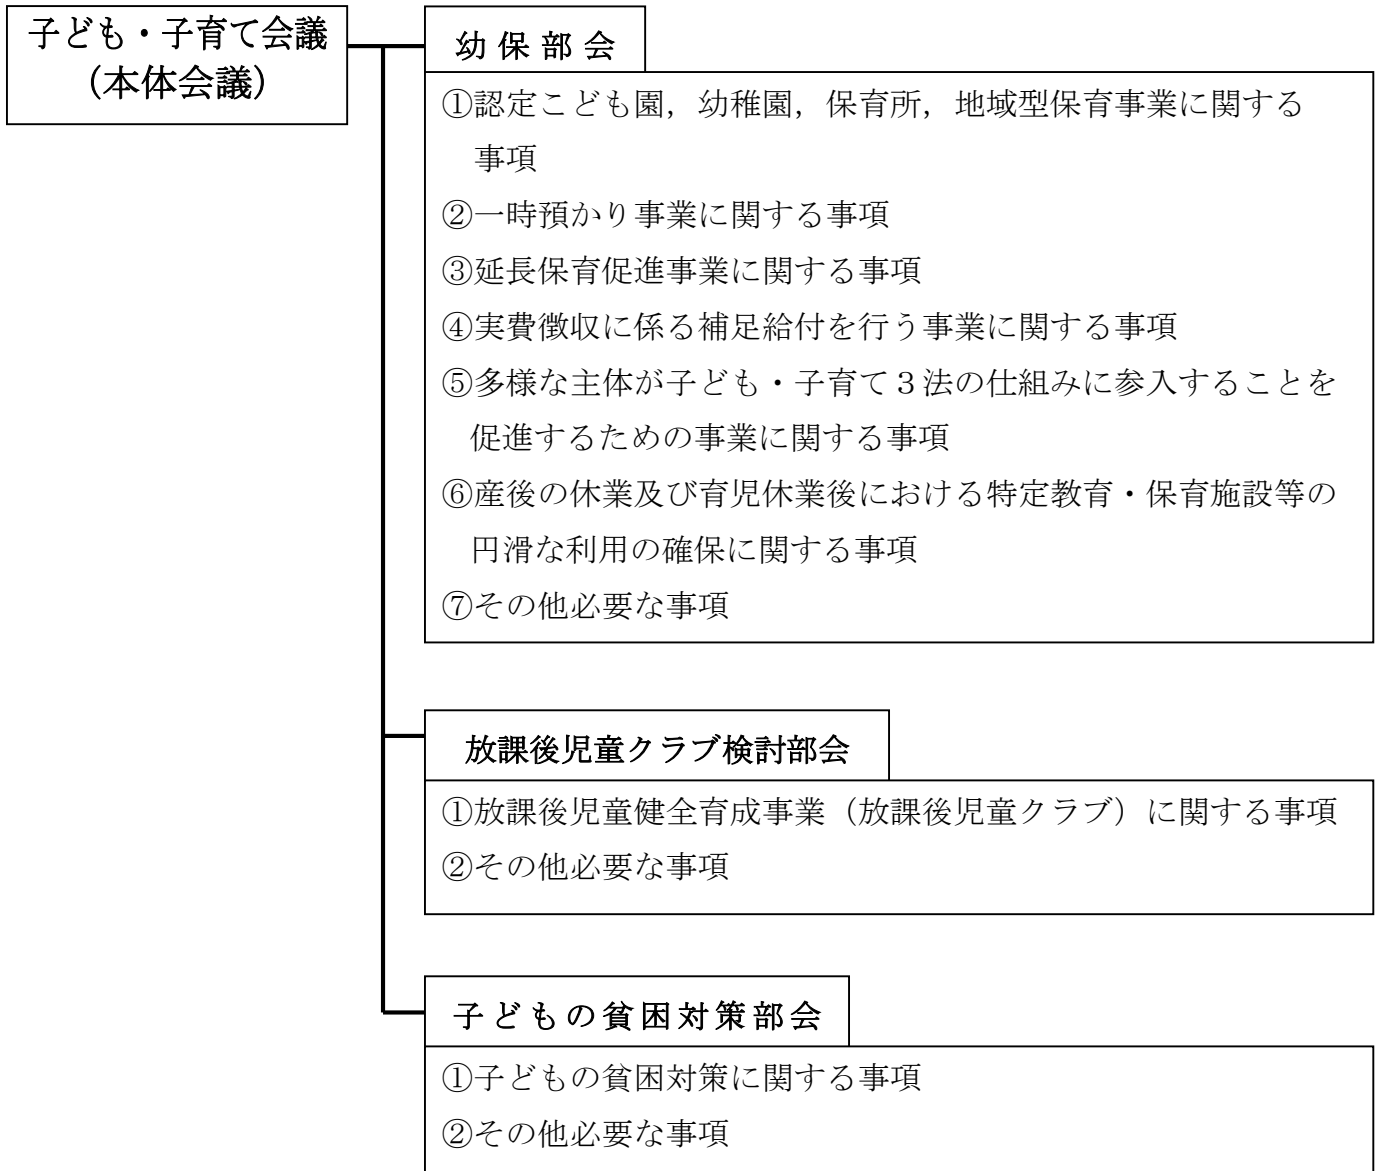 子ども・子育て会議
（本体会議）
幼保部会
①認定こども園，幼稚園，保育所，地域型保育事業に関する
事項
②一時預かり事業に関する事項
③延長保育促進事業に関する事項
④実費徴収に係る補足給付を行う事業に関する事項
⑤多様な主体が子ども・子育て３法の仕組みに参入することを
促進するための事業に関する事項
⑥産後の休業及び育児休業後における特定教育・保育施設等の
円滑な利用の確保に関する事項
⑦その他必要な事項
放課後児童クラブ検討部会
①放課後児童健全育成事業（放課後児童クラブ）に関する事項
②その他必要な事項
子どもの貧困対策部会
①子どもの貧困対策に関する事項
②その他必要な事項